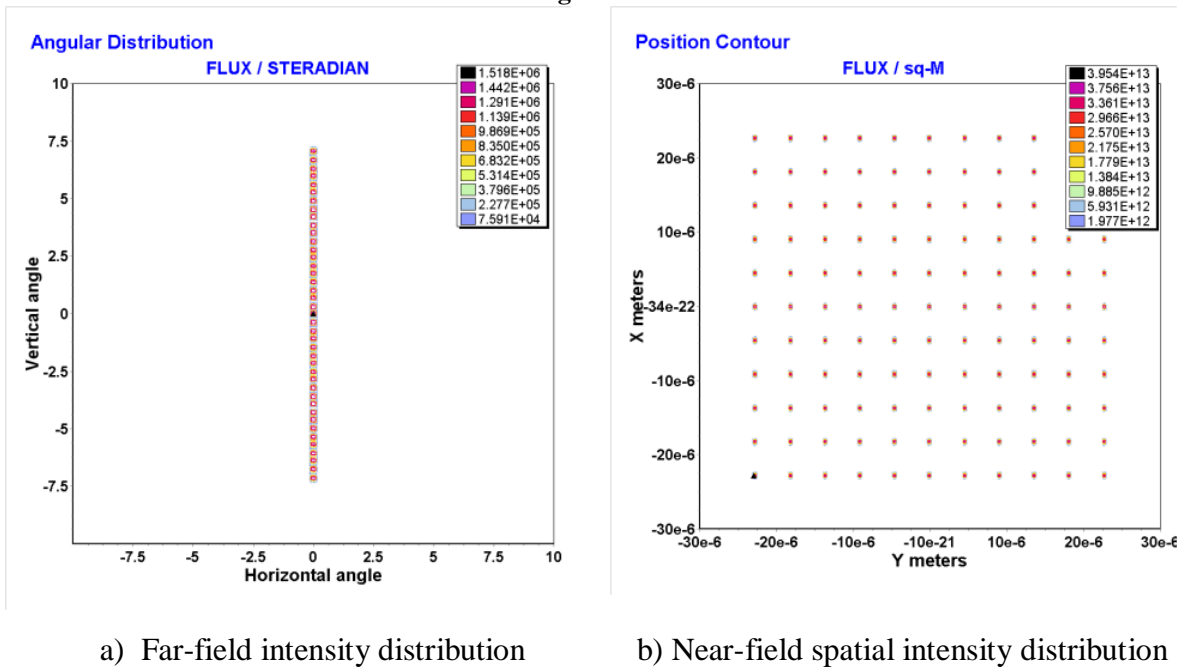 g
Angular Distribution
FLUX / STERADIAN
1.518E+06
1.442E+06
1.291E+06
1.139E+06
9.869E+05
8.350E+05
6.832E+05
5.314E+05
3.796E+05
2.277E+05
7.591E+04
10
7.5
5
2.5
0
-2.5
-5
-7.5
Vertical angle
-7.5 -5 -2.5 0 2.5 5 7.5 10
Horizontal angle
Position Contour
FLUX / sq-M
3.954E+13
3.756E+13
3.361E+13
2.966E+13
2.570E+13
2.175E+13
1.779E+13
1.384E+13
9.885E+12
5.931E+12
1.977E+12
30e-6
20e-6
10e-6
-34e-22
-10e-6
-20e-6
-30e-6
X meters
-30e-6 -20e-6 -10e-6 -10e-21 10e-6 20e-6 30e-6
Y meters
a) Far-field intensity distribution
b) Near-field spatial intensity distribution